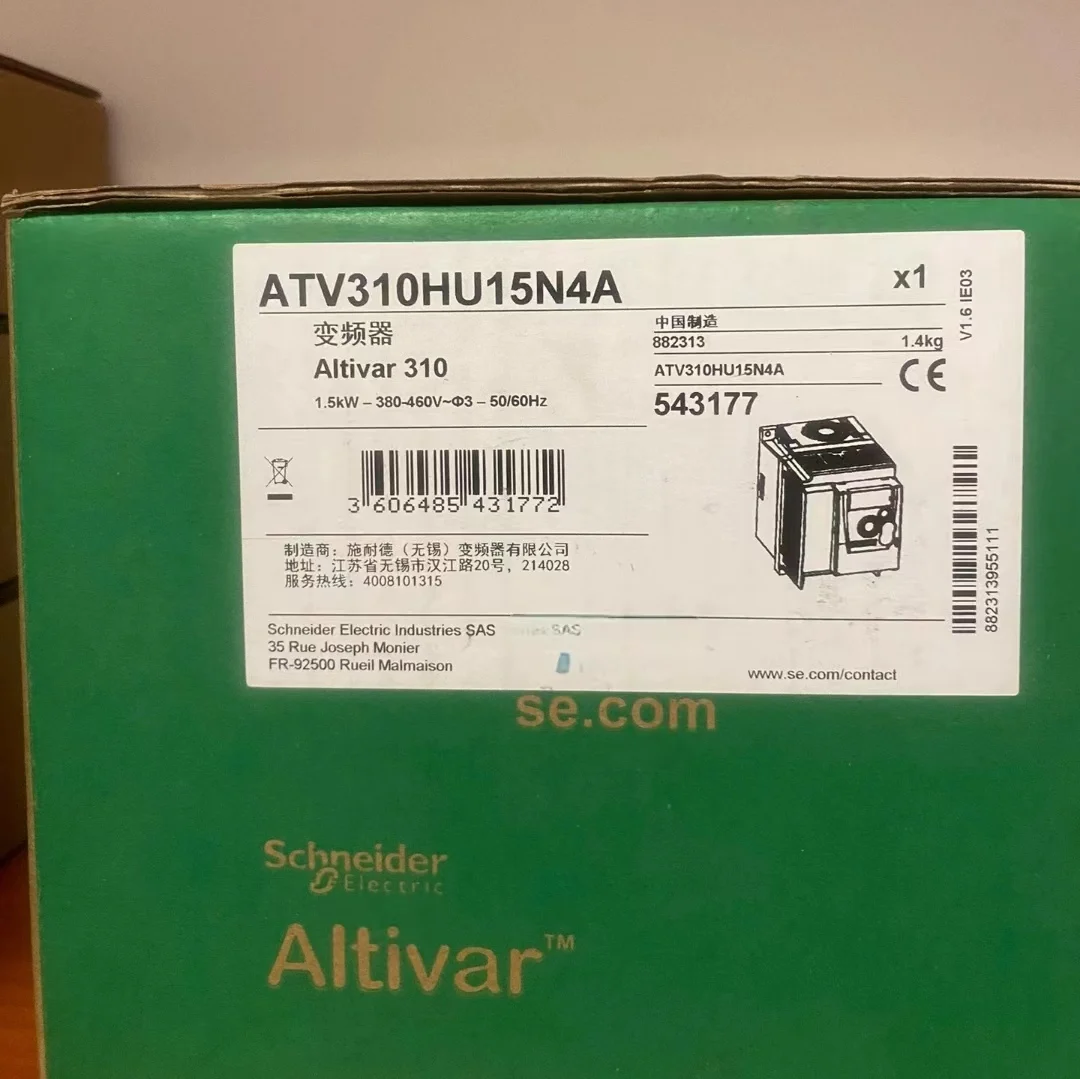 ATV310HU15N4A
x1
变频器
Altivar 310
1.5kW – 380-460V~Φ3 – 50/60Hz
中国制造
882313 1.4kg
ATV310HU15N4A
CE
543177
V1.6 IE03
3 606485 431772
882313955111
制造商：施耐德（无锡）变频器有限公司
地址：江苏省无锡市汉江路20号，214028
服务热线：4008101315
Schneider Electric Industries SAS
35 Rue Joseph Monier
FR-92500 Rueil Malmaison
SAS
www.se.com/contact
se.com
Schneider
Electric
Altivar™